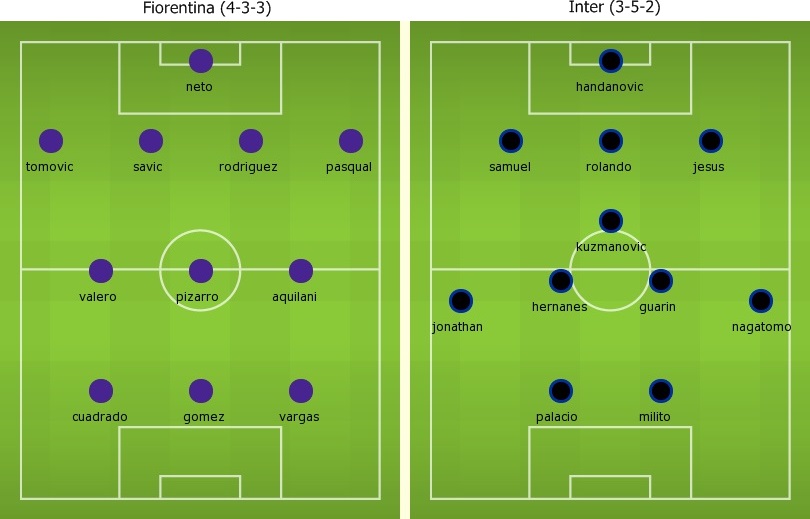 Fiorentina (4-3-3)
neto
tomovic savic rodriguez pasqual
valero pizarro aquilani
cuadrado gomez vargas
Inter (3-5-2)
handanovic
samuel rolando jesus
kuzmanovic
hernanes guarin
jonathan nagatomo
palacio milito